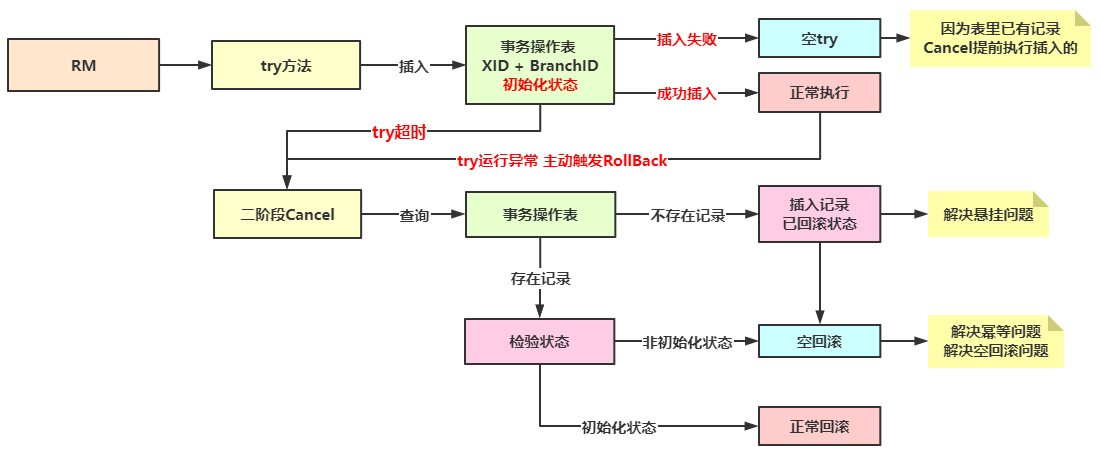 RM
try方法
插入
事务操作表
XID + BranchID
初始化状态
插入失败
空try
因为表里已有记录
Cancel提前执行插入的
成功插入
正常执行
try超时
try运行异常 主动触发RollBack
二阶段Cancel
查询
事务操作表
不存在记录
插入记录
已回滚状态
解决悬挂问题
存在记录
检验状态
非初始化状态
空回滚
解决幂等问题
解决空回滚问题
初始化状态
正常回滚